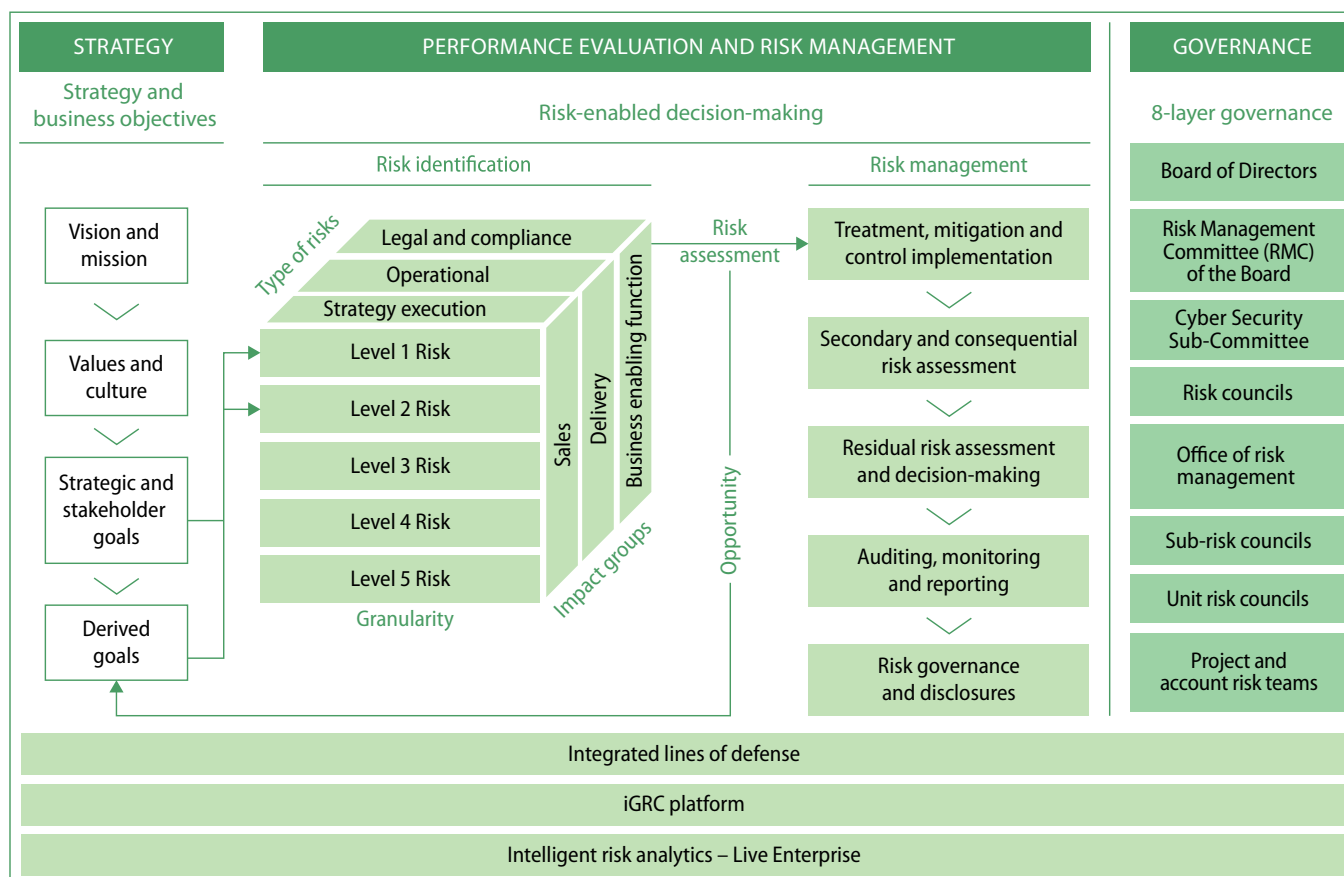 STRATEGY
Strategy and
business objectives
Vision and
mission
Values and
culture
Strategic and
stakeholder
goals
Derived
goals
PERFORMANCE EVALUATION AND RISK MANAGEMENT
Risk-enabled decision-making
Risk identification
Type of risks
Legal and compliance
Operational
Strategy execution
Level 1 Risk
Level 2 Risk
Level 3 Risk
Level 4 Risk
Level 5 Risk
Granularity
Sales
Delivery
Business enabling function
Impact groups
Risk
assessment
Opportunity
Risk management
Treatment, mitigation and
control implementation
Secondary and consequential
risk assessment
Residual risk assessment
and decision-making
Auditing, monitoring
and reporting
Risk governance
and disclosures
GOVERNANCE
8-layer governance
Board of Directors
Risk Management
Committee (RMC)
of the Board
Cyber Security
Sub-Committee
Risk councils
Office of risk
management
Sub-risk councils
Unit risk councils
Project and
account risk teams
Integrated lines of defense
iGRC platform
Intelligent risk analytics – Live Enterprise